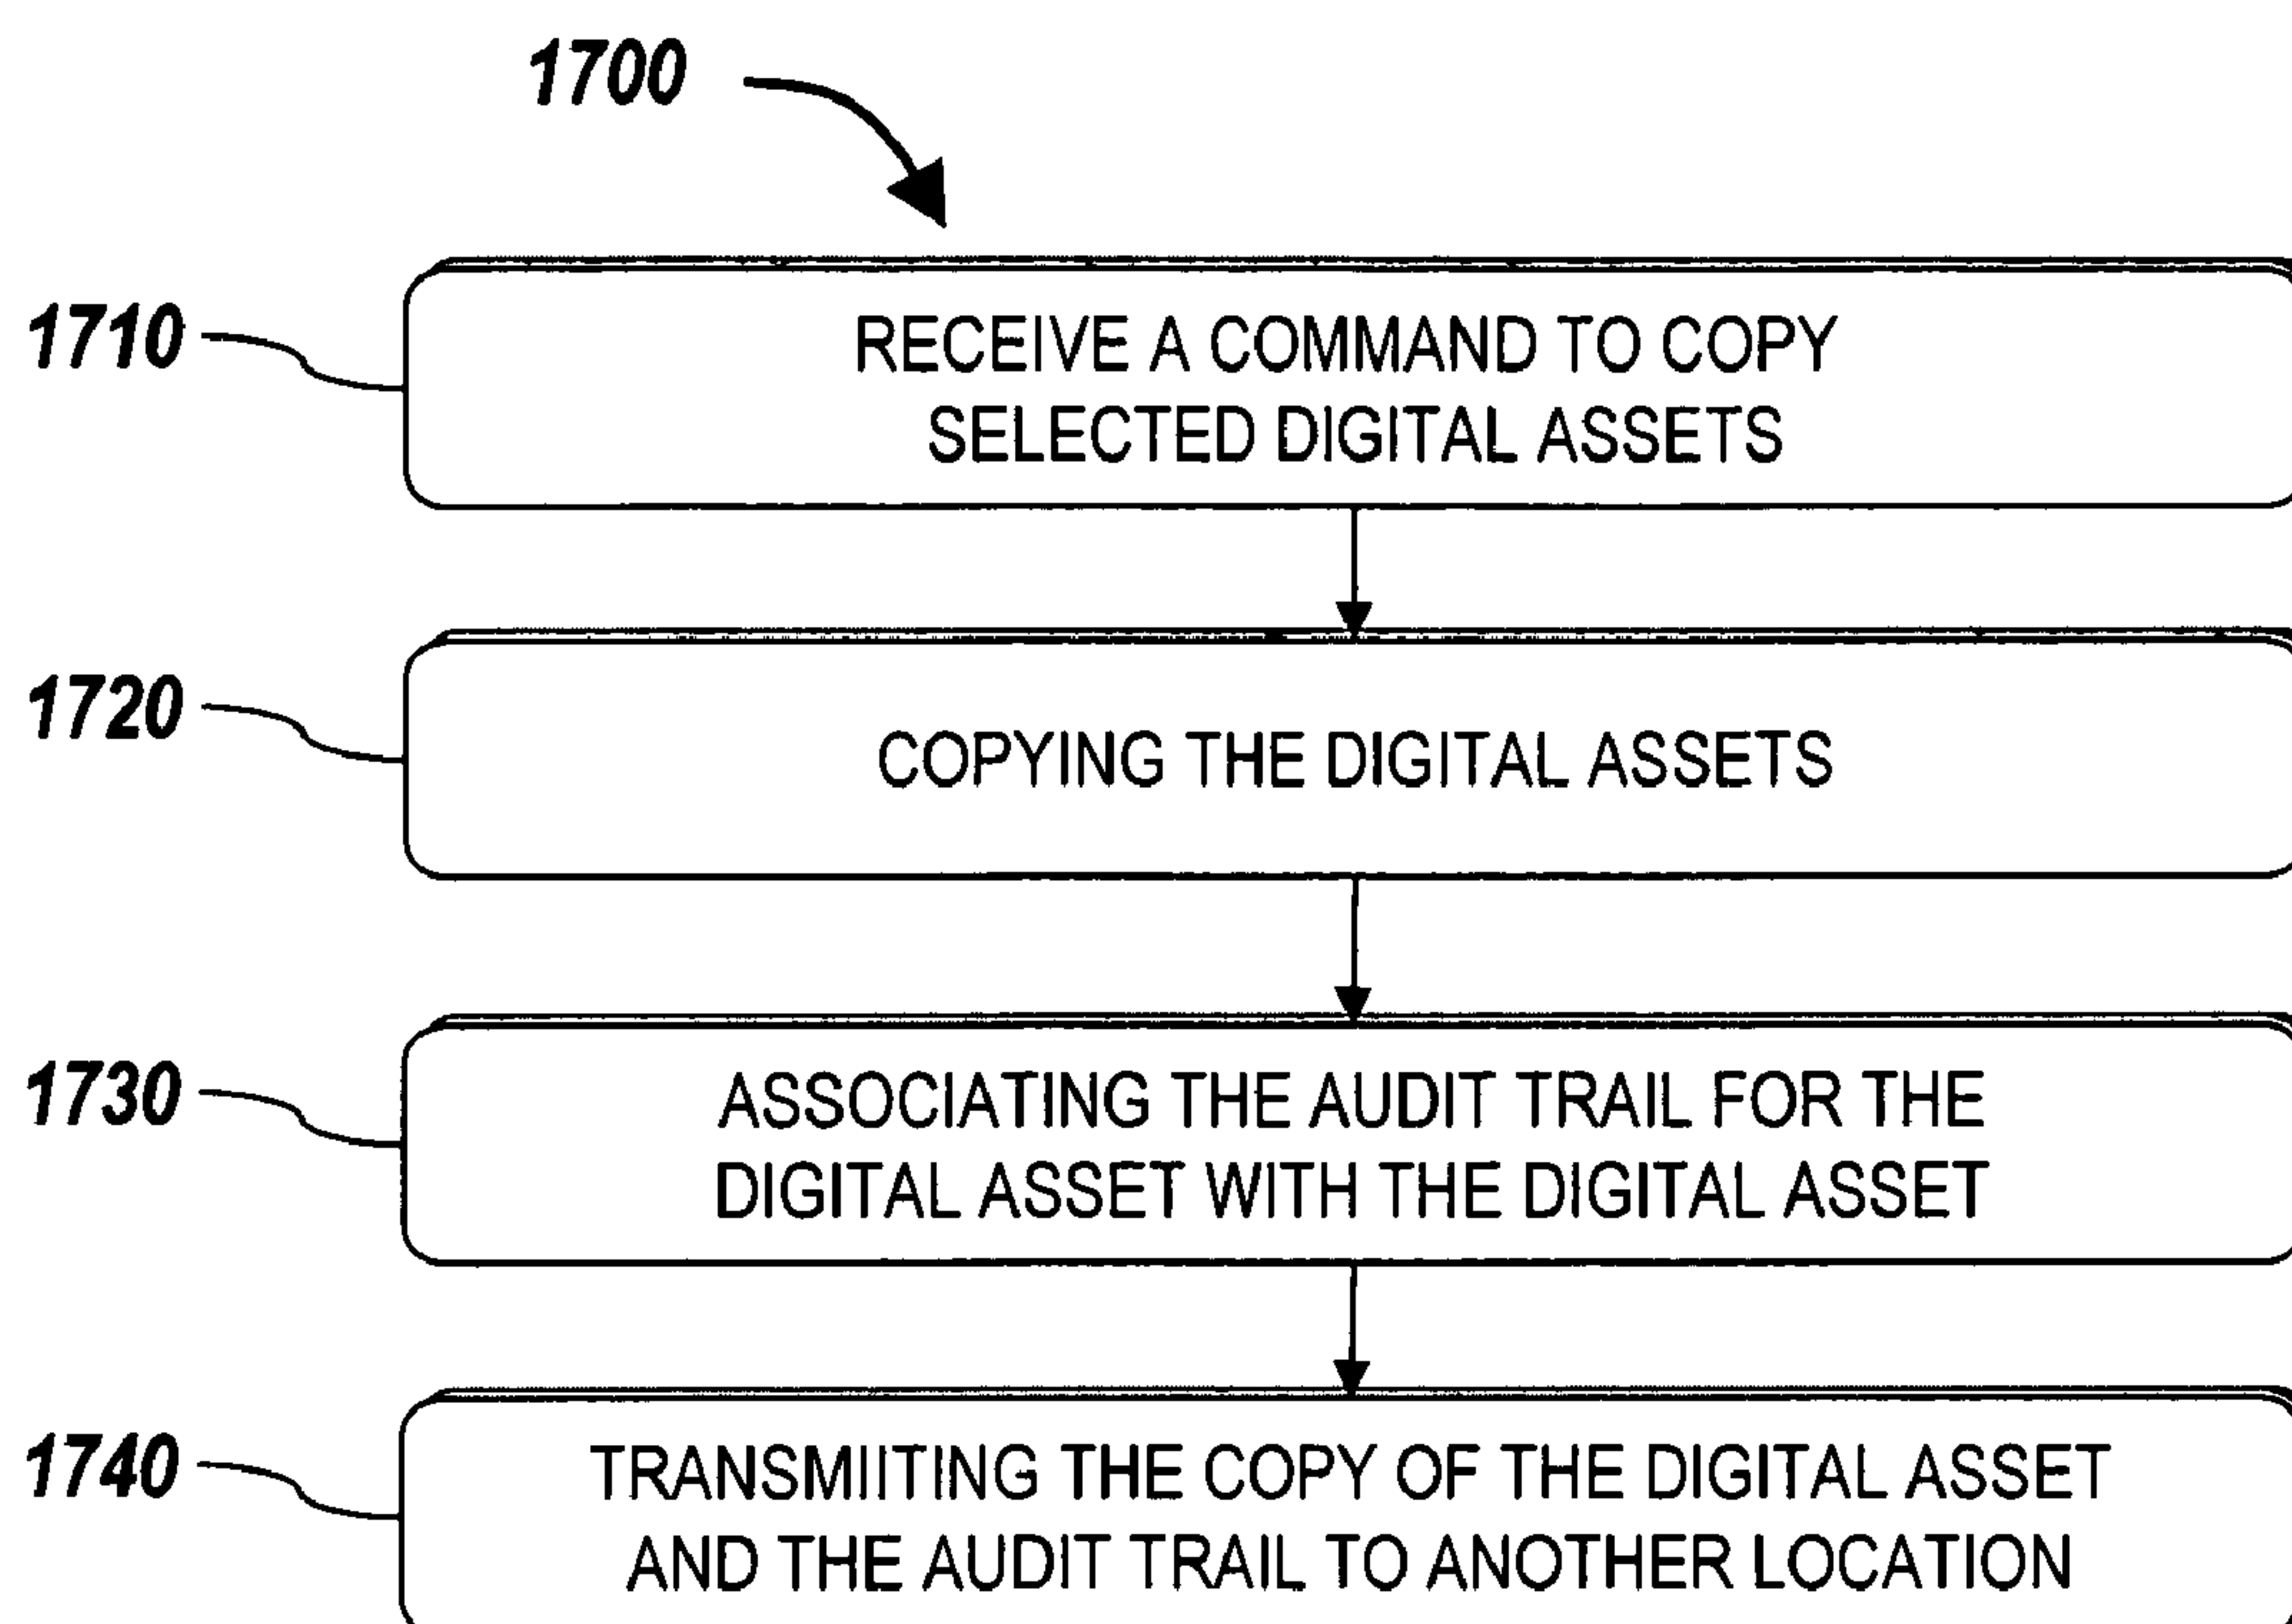 1700
1710
RECEIVE A COMMAND TO COPY
SELECTED DIGITAL ASSETS
1720
COPYING THE DIGITAL ASSETS
1730
ASSOCIATING THE AUDIT TRAIL FOR THE
DIGITAL ASSET WITH THE DIGITAL ASSET
1740
TRANSMIITING THE COPY OF THE DIGITAL ASSET
AND THE AUDIT TRAIL TO ANOTHER LOCATION